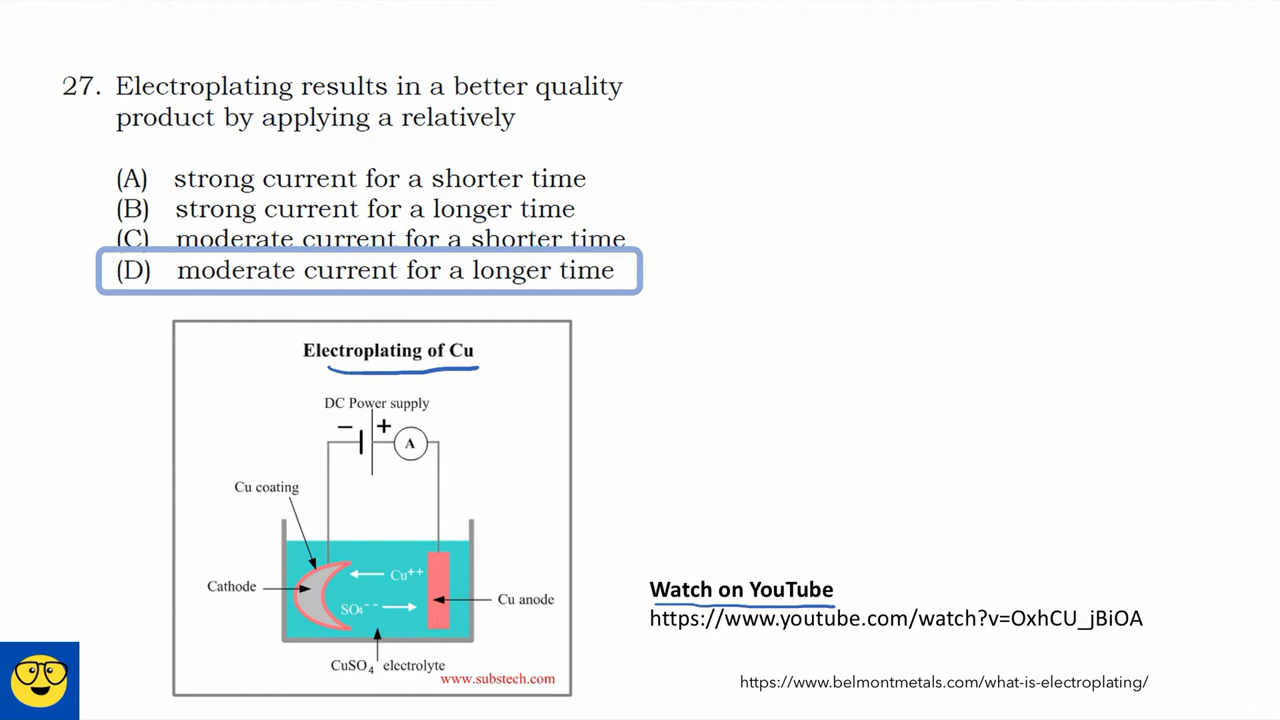 27. Electroplating results in a better quality
product by applying a relatively
(A) strong current for a shorter time
(B) strong current for a longer time
(C) moderate current for a shorter time
(D) moderate current for a longer time
Electroplating of Cu
DC Power supply
− +
A
Cu coating
Cu++
Cathode
SO4−−
Cu anode
CuSO4 electrolyte
www.substech.com
Watch on YouTube
https://www.youtube.com/watch?v=OxhCU_jBiOA
https://www.belmontmetals.com/what-is-electroplating/